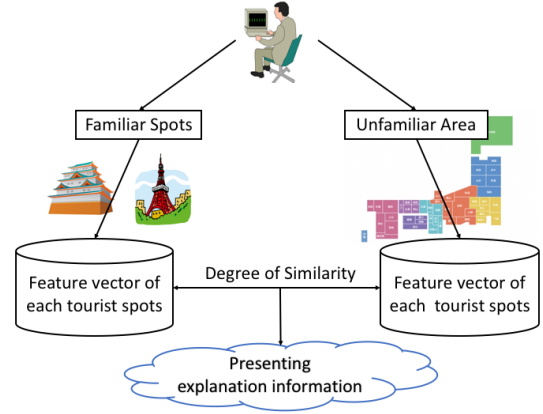 Familiar Spots
Unfamiliar Area
Degree of Similarity
Feature vector of
each tourist spots
Feature vector of
each tourist spots
Presenting
explanation information